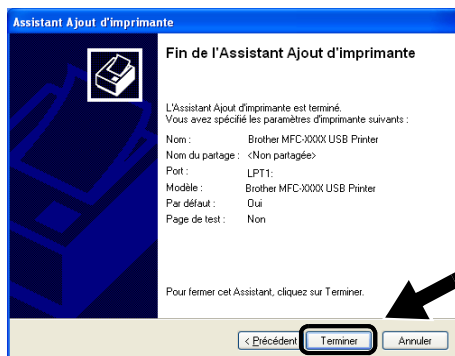 Assistant Ajout d'imprimante
Fin de l'Assistant Ajout d'imprimante
L'Assistant Ajout d'imprimante est terminé.
Vous avez spécifié les paramètres d'imprimante suivants :
Nom : Brother MFC-XXXX USB Printer
Nom du partage : <Non partagée>
Port : LPT1:
Modèle : Brother MFC-XXXX USB Printer
Par défaut : Oui
Page de test : Non
Pour fermer cet Assistant, cliquez sur Terminer.
< Précédent Terminer Annuler